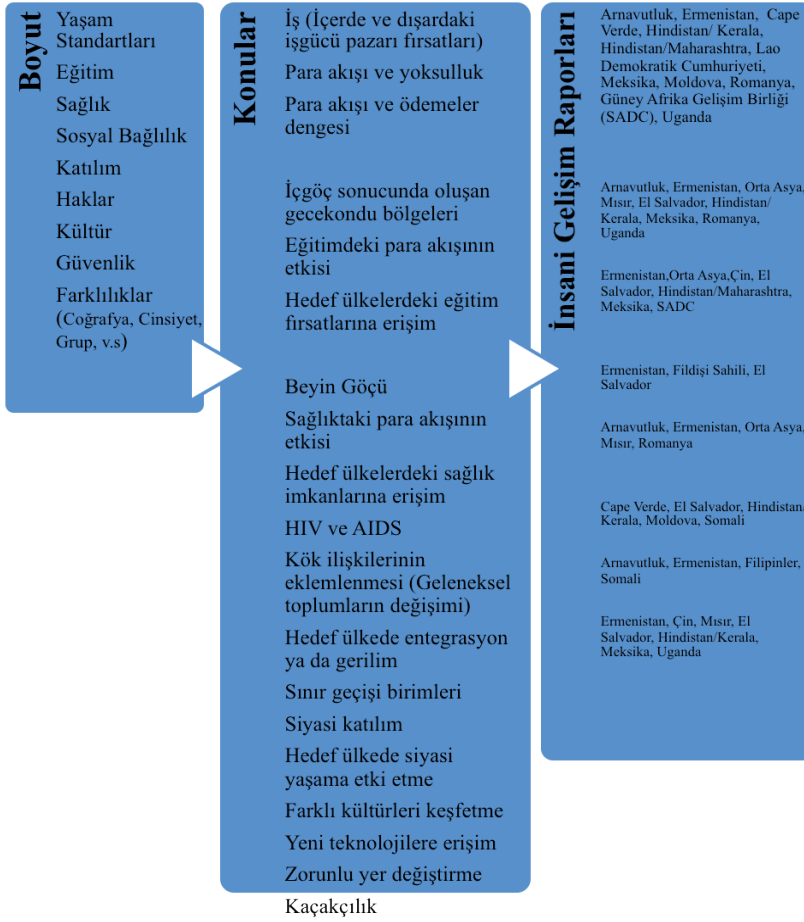 Boyut
Yaşam
Standartları
Eğitim
Sağlık
Sosyal Bağlılık
Katılım
Haklar
Kültür
Güvenlik
Farklılıklar
(Coğrafya, Cinsiyet,
Grup, v.s)
Konular
İş (İçerde ve dışardaki
işgücü pazarı fırsatları)
Para akışı ve yoksulluk
Para akışı ve ödemeler
dengesi
İçgöç sonucunda oluşan
gecekondu bölgeleri
Eğitimdeki para akışının
etkisi
Hedef ülkelerdeki eğitim
fırsatlarına erişim
Beyin Göçü
Sağlıktaki para akışının
etkisi
Hedef ülkelerdeki sağlık
imkanlarına erişim
HIV ve AIDS
Kök ilişkilerinin
eklemlenmesi (Geleneksel
toplumların değişimi)
Hedef ülkede entegrasyon
ya da gerilim
Sınır geçişi birimleri
Siyasi katılım
Hedef ülkede siyasi
yaşama etki etme
Farklı kültürleri keşfetme
Yeni teknolojilere erişim
Zorunlu yer değiştirme
Kaçakçılık
İnsani Gelişim Raporları
Arnavutluk, Ermenistan, Cape
Verde, Hindistan/ Kerala,
Hindistan/Maharashtra, Lao
Demokratik Cumhuriyeti,
Meksika, Moldova, Romanya,
Güney Afrika Gelişim Birliği
(SADC), Uganda
Arnavutluk, Ermenistan, Orta Asya,
Mısır, El Salvador, Hindistan/
Kerala, Meksika, Romanya,
Uganda
Ermenistan,Orta Asya,Çin, El
Salvador, Hindistan/Maharashtra,
Meksika, SADC
Ermenistan, Fildişi Sahili, El
Salvador
Arnavutluk, Ermenistan, Orta Asya,
Mısır, Romanya
Cape Verde, El Salvador, Hindistan/
Kerala, Moldova, Somali
Arnavutluk, Ermenistan, Filipinler,
Somali
Ermenistan, Çin, Mısır, El
Salvador, Hindistan/Kerala,
Meksika, Uganda